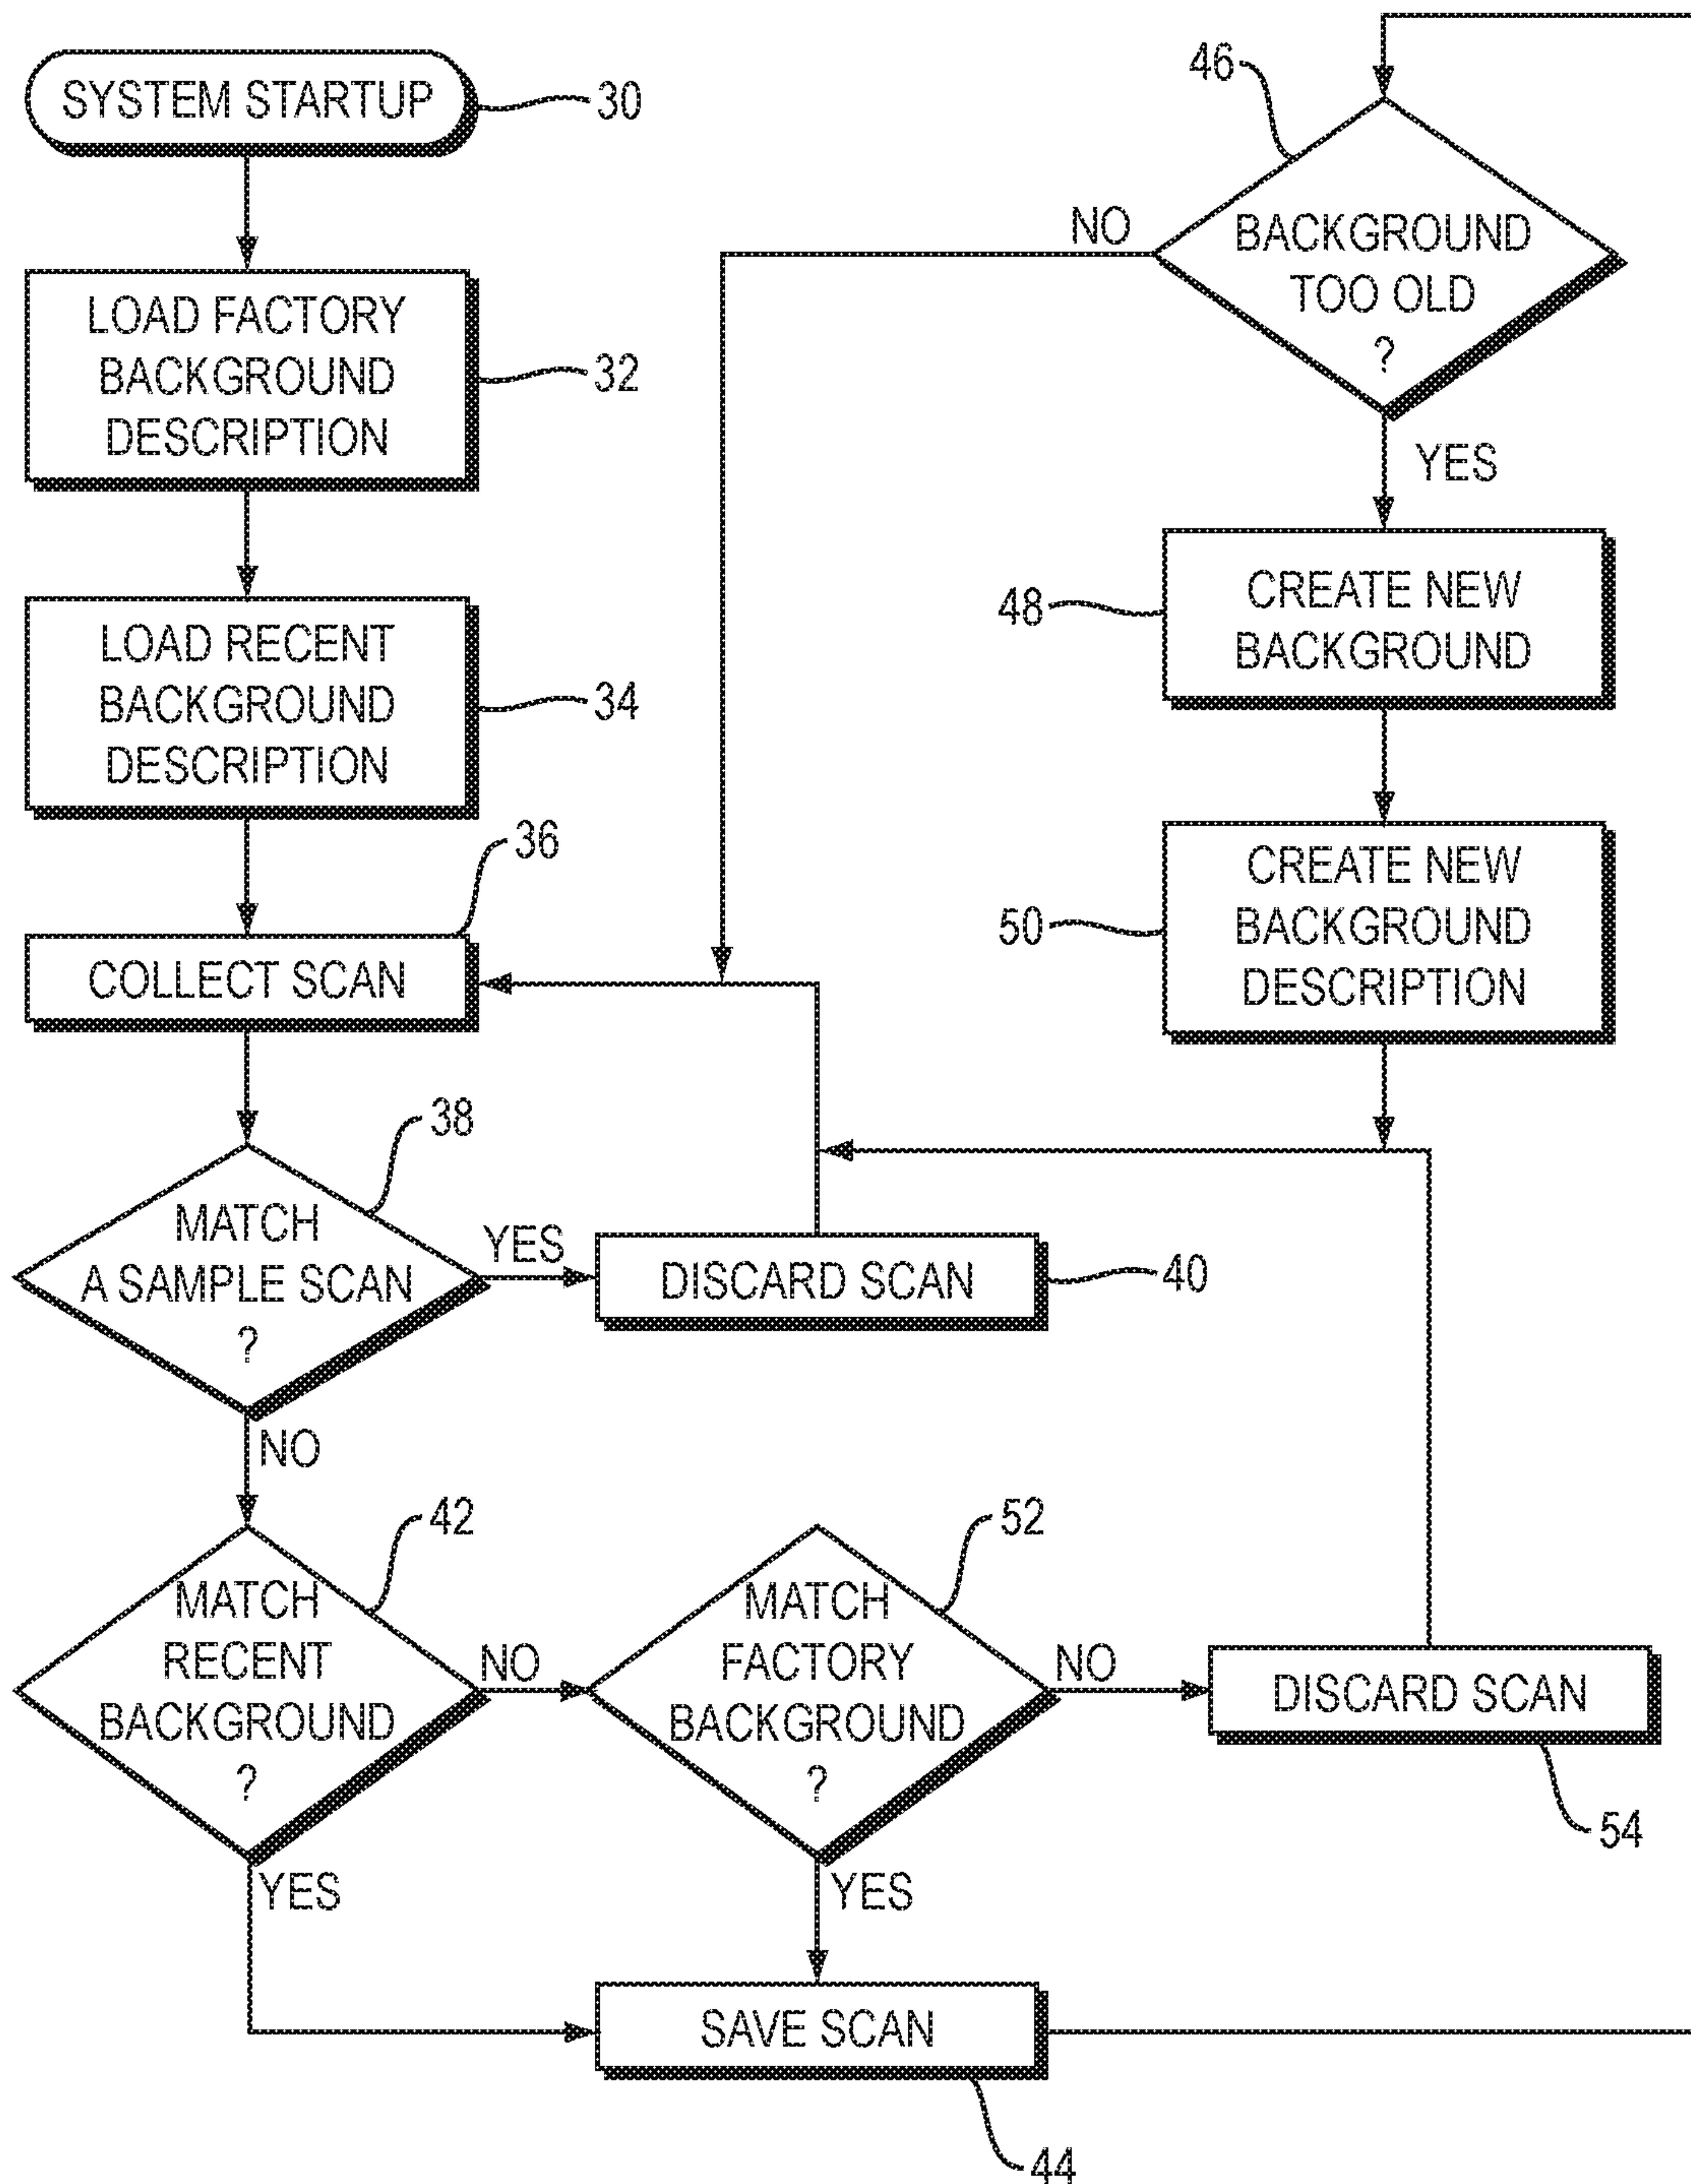 SYSTEM STARTUP
30
LOAD FACTORY
BACKGROUND
DESCRIPTION
32
LOAD RECENT
BACKGROUND
DESCRIPTION
34
36
COLLECT SCAN
38
MATCH
A SAMPLE SCAN
?
YES
DISCARD SCAN
40
NO
42
MATCH
RECENT
BACKGROUND
?
NO
YES
52
MATCH
FACTORY
BACKGROUND
?
NO
YES
DISCARD SCAN
54
SAVE SCAN
44
46
BACKGROUND
TOO OLD
?
NO
YES
48
CREATE NEW
BACKGROUND
50
CREATE NEW
BACKGROUND
DESCRIPTION